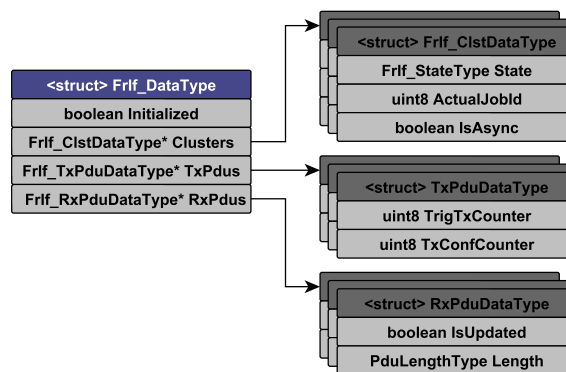 <struct> FrIf_DataType
boolean Initialized
FrIf_ClstDataType* Clusters
FrIf_TxPduDataType* TxPdus
FrIf_RxPduDataType* RxPdus
<struct> FrIf_ClstDataType
FrIf_StateType State
uint8 ActualJobId
boolean IsAsync
<struct> TxPduDataType
uint8 TrigTxCounter
uint8 TxConfCounter
<struct> RxPduDataType
boolean IsUpdated
PduLengthType Length